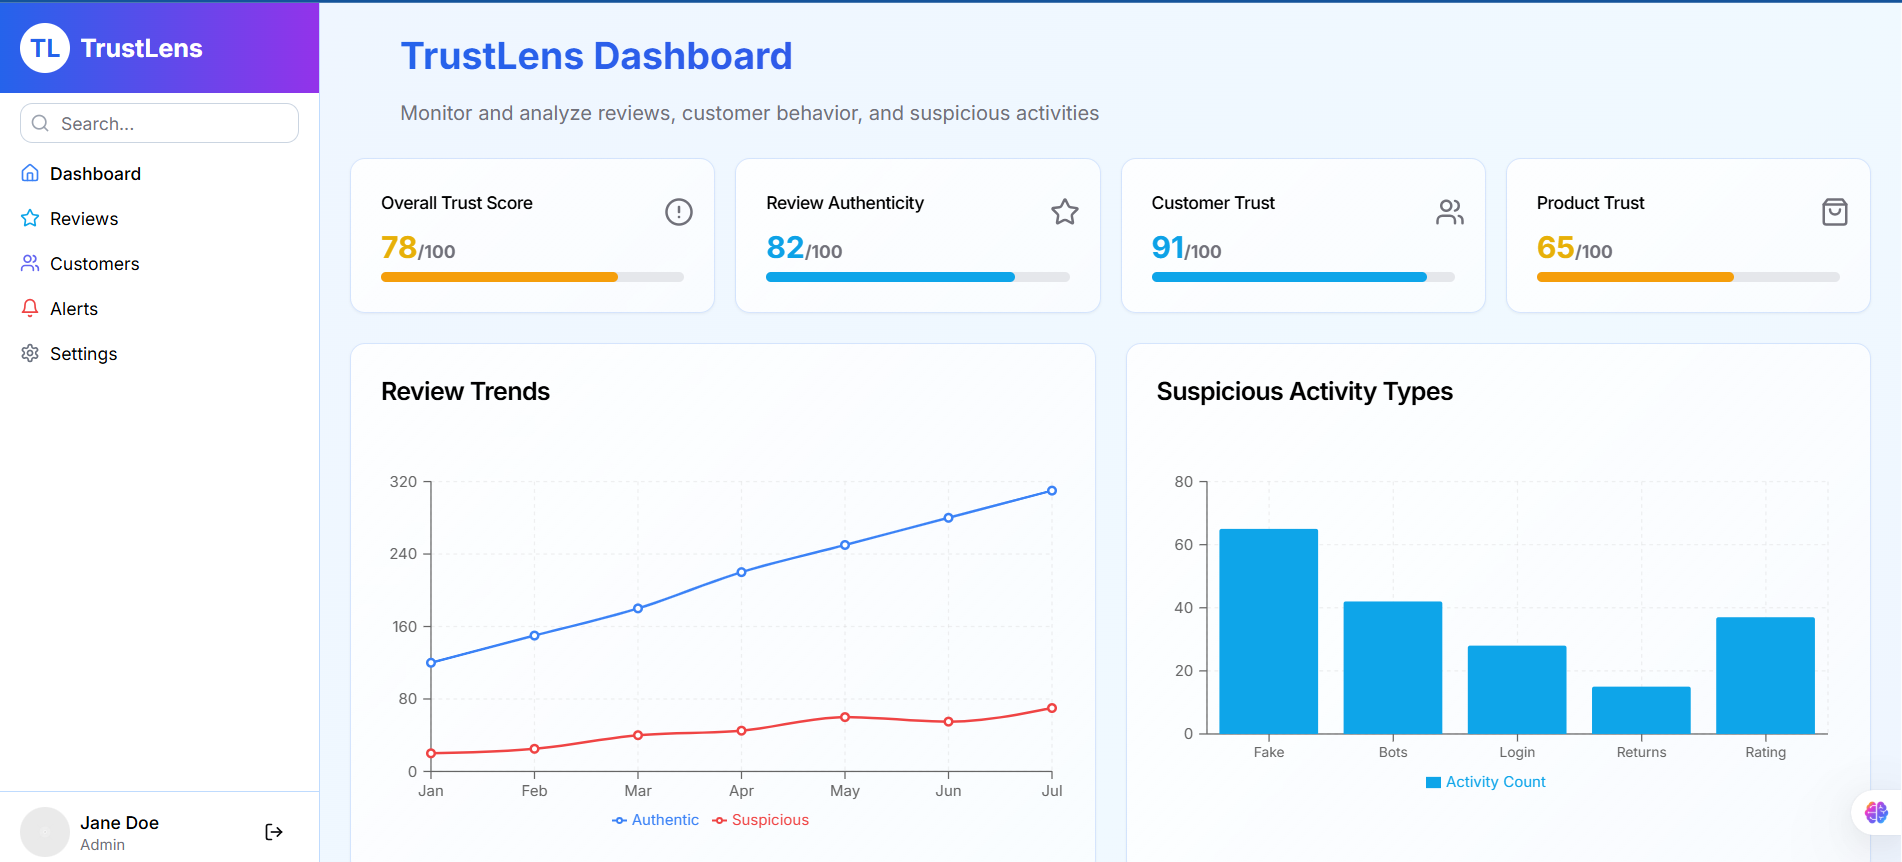 TL TrustLens
Search...
Dashboard
Reviews
Customers
Alerts
Settings
Jane Doe
Admin
TrustLens Dashboard
Monitor and analyze reviews, customer behavior, and suspicious activities
Overall Trust Score
78/100
Review Authenticity
82/100
Customer Trust
91/100
Product Trust
65/100
Review Trends
320
240
160
80
0
Jan Feb Mar Apr May Jun Jul
Authentic Suspicious
Suspicious Activity Types
80
60
40
20
0
Fake Bots Login Returns Rating
Activity Count